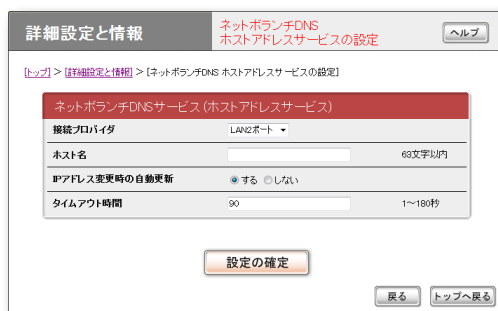 詳細設定と情報
ネットボランチDNS
ホストアドレスサービスの設定
ヘルプ
[トップ] > [詳細設定と情報] > [ネットボランチDNS ホストアドレスサービスの設定]
ネットボランチDNSサービス (ホストアドレスサービス)
接続プロバイダ LAN2ポート
ホスト名 63文字以内
IPアドレス変更時の自動更新 する しない
タイムアウト時間 90 1～180秒
設定の確定
戻る トップへ戻る